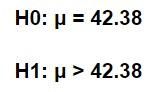 H0: µ = 42.38
H1: µ > 42.38